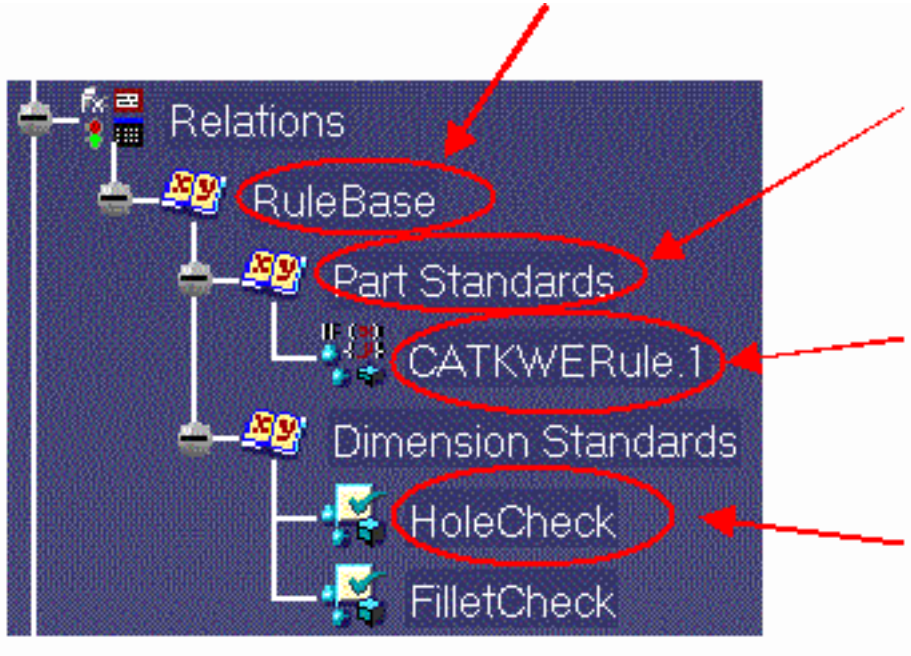 Relations
RuleBase
Part Standards
CATKWERule.1
Dimension Standards
HoleCheck
FilletCheck